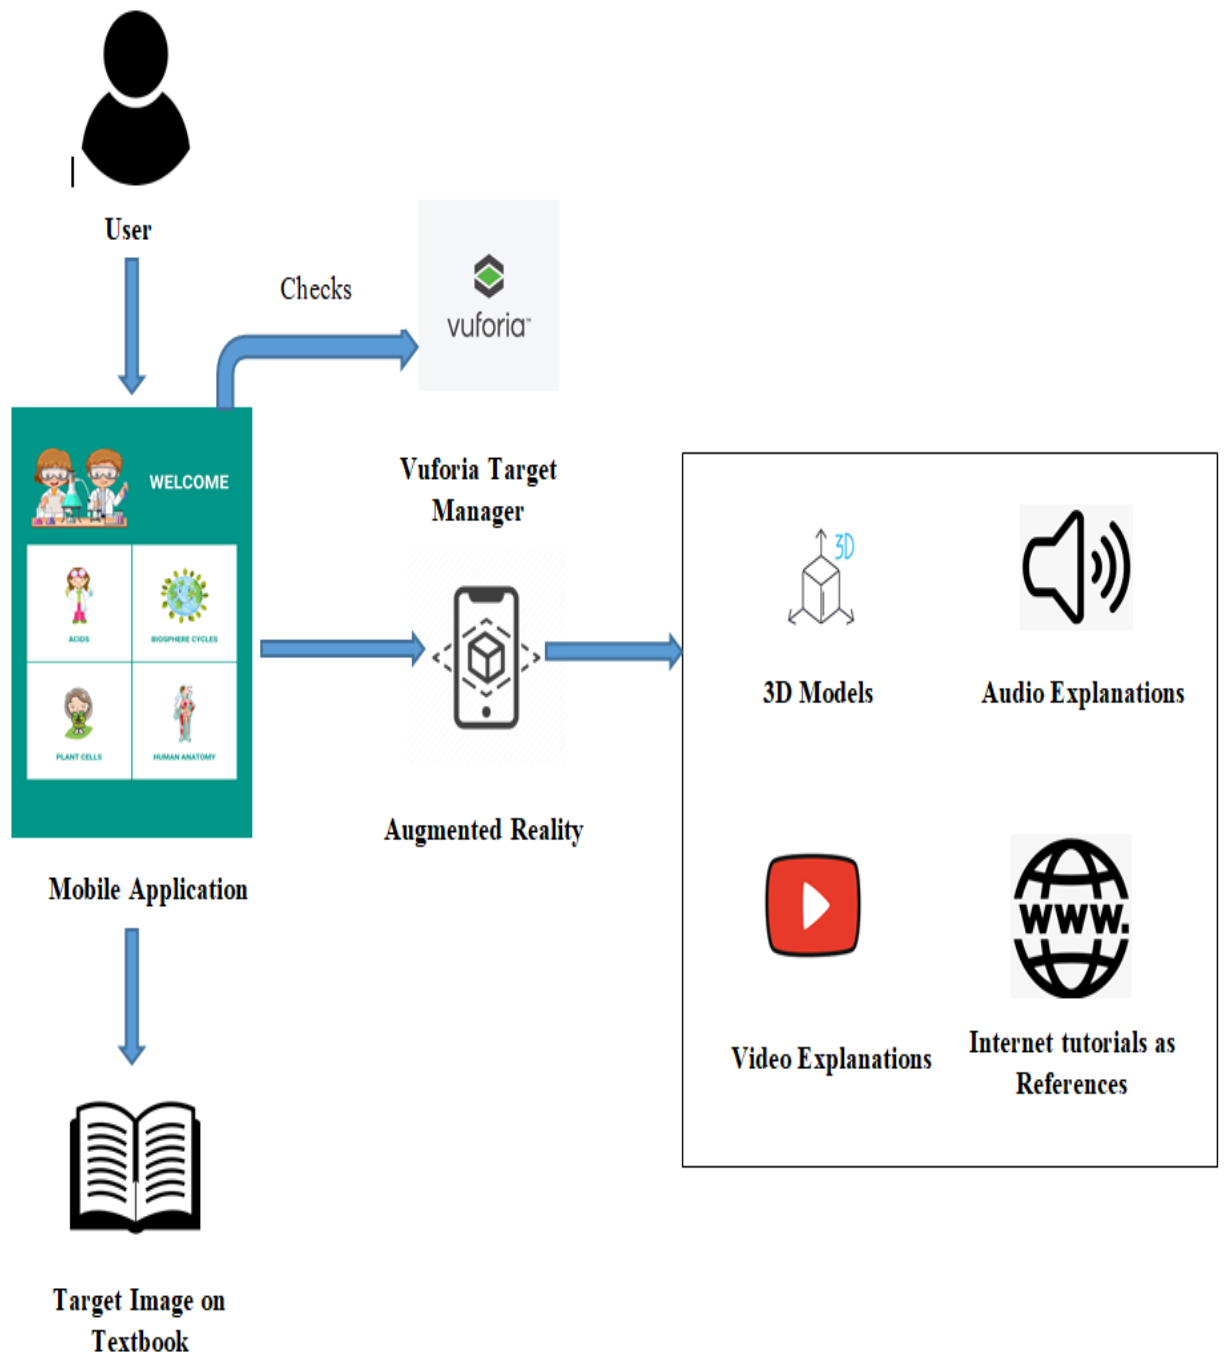 User
Checks
vuforia™
WELCOME
ACIDS
BIOSPHERE CYCLES
PLANT CELLS
HUMAN ANATOMY
Mobile Application
Vuforia Target
Manager
Augmented Reality
3D
3D Models
Audio Explanations
Video Explanations
www.
Internet tutorials as
References
Target Image on
Textbook